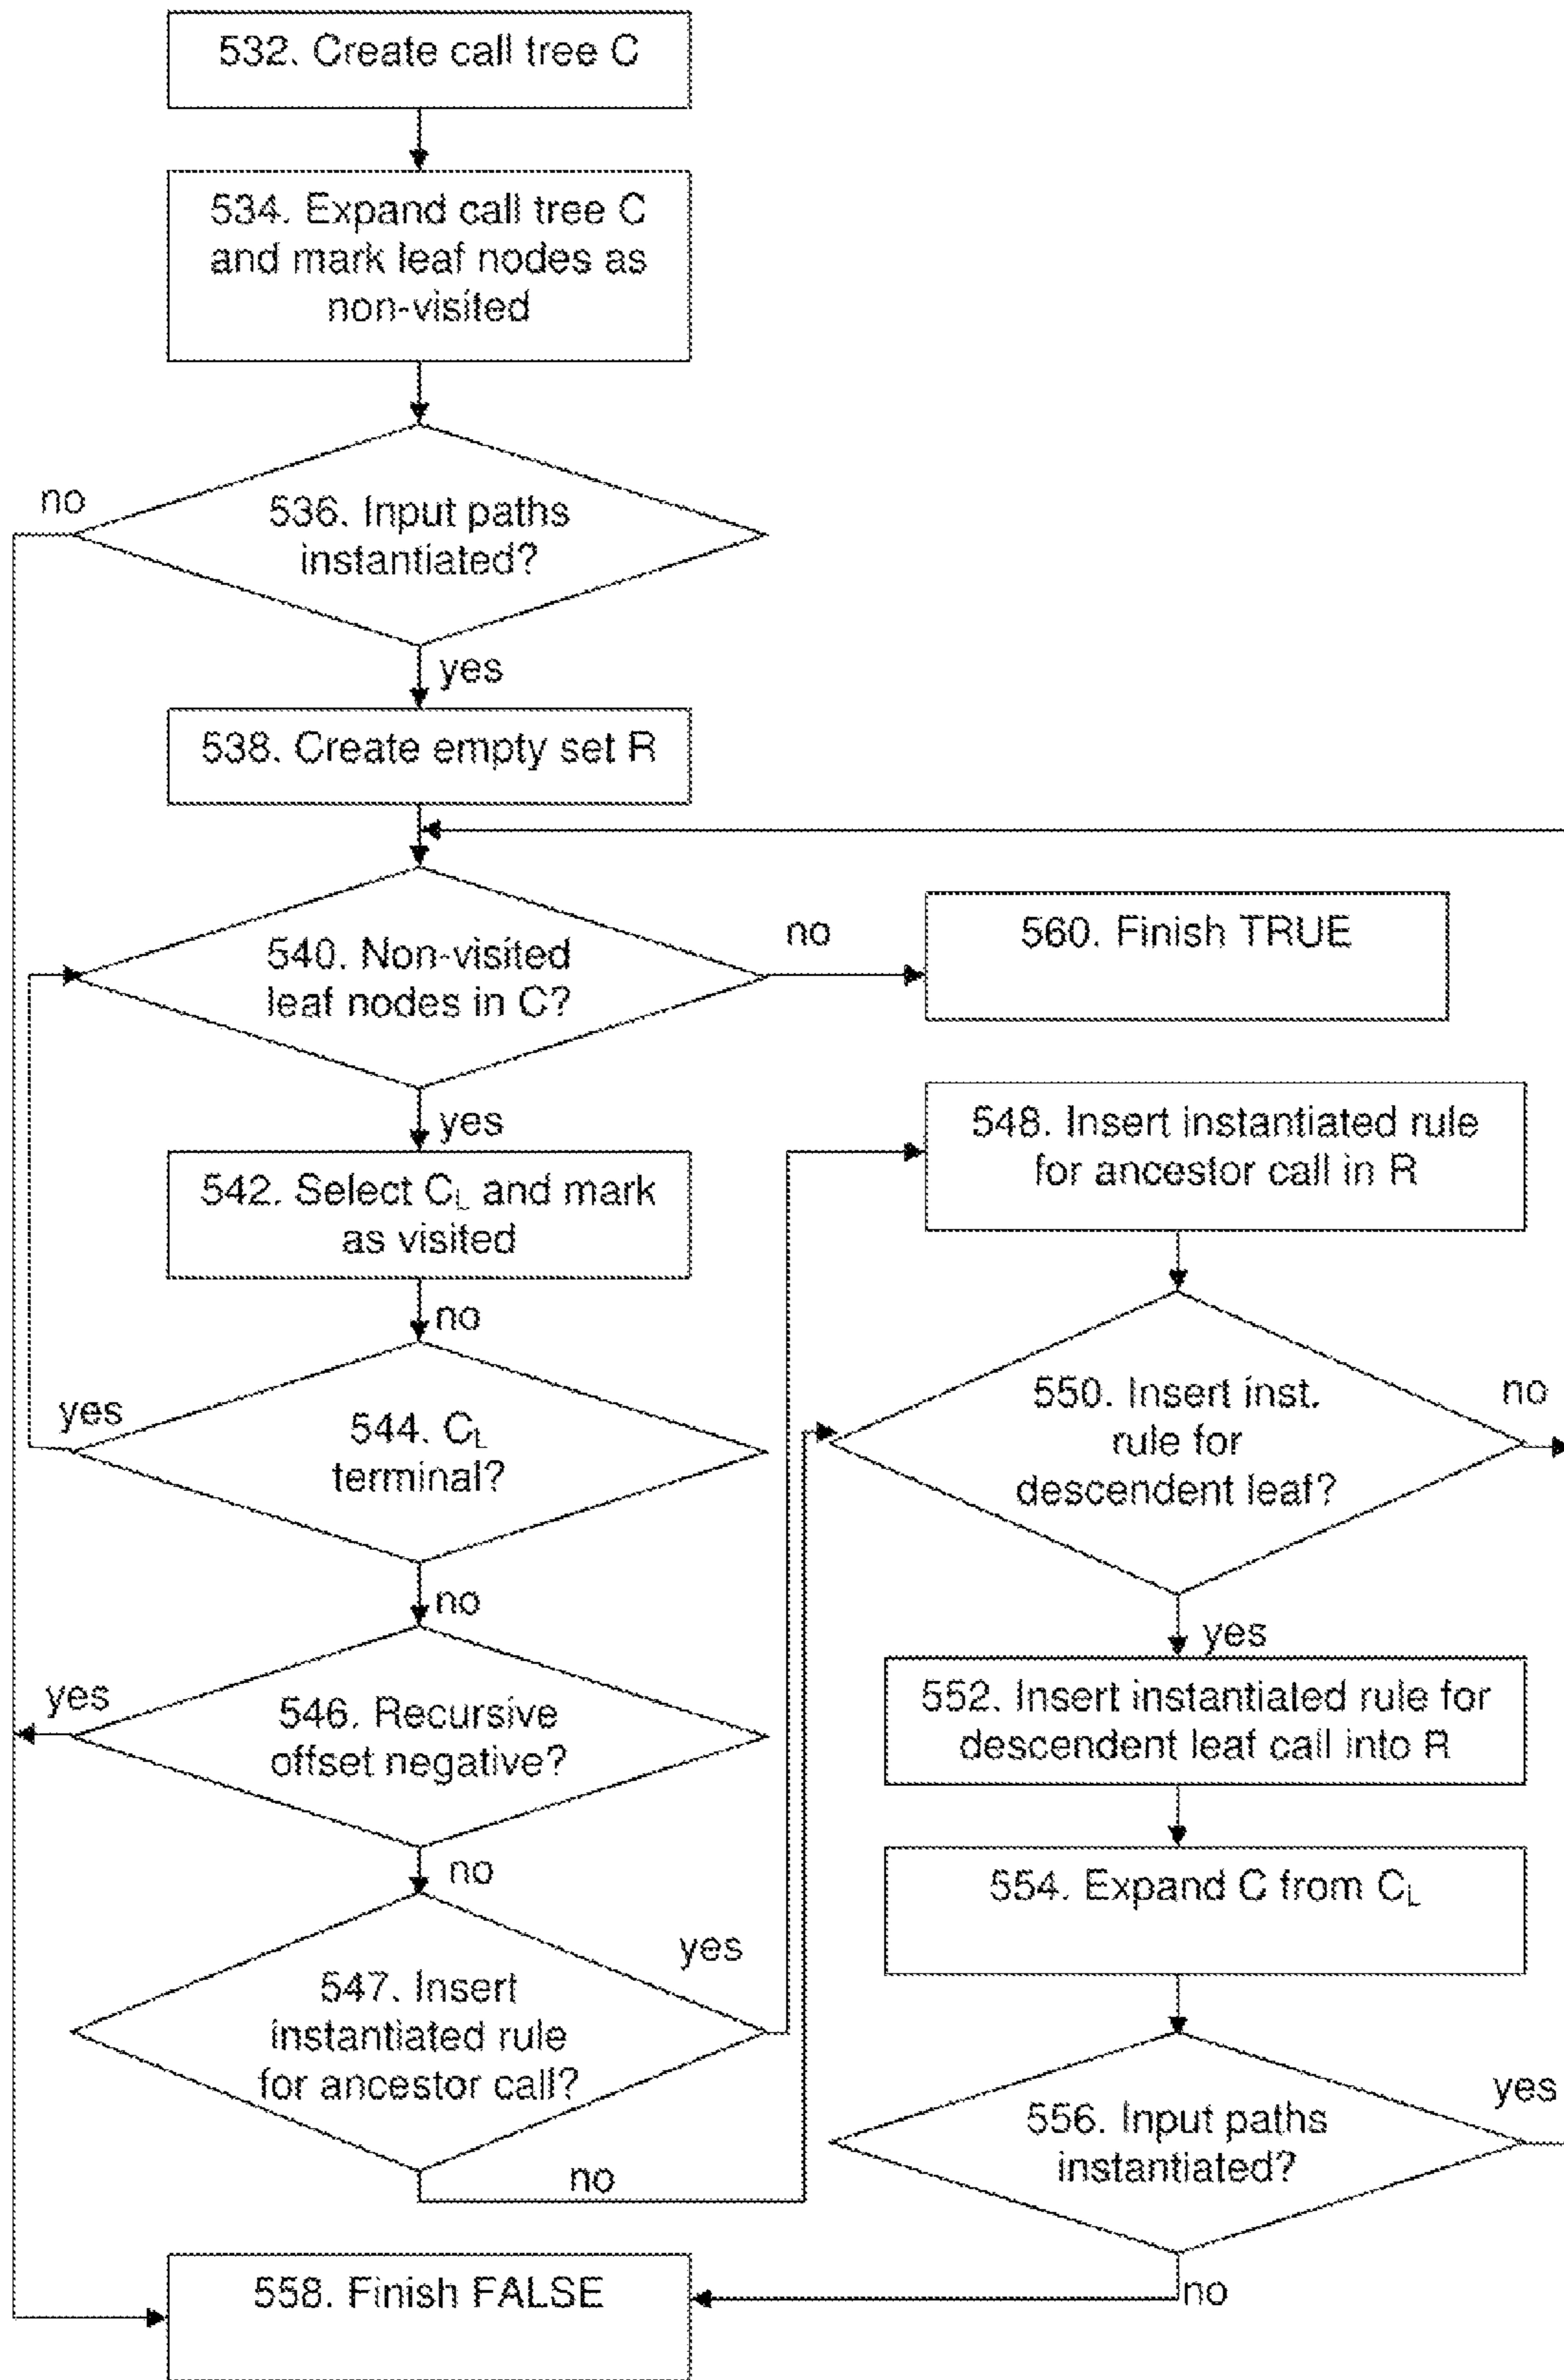 532. Create call tree C
534. Expand call tree C
and mark leaf nodes as
non-visited
no
536. Input paths
instantiated?
yes
538. Create empty set R
540. Non-visited
leaf nodes in C?
no
560. Finish TRUE
yes
542. Select CL and mark
as visited
no
544. CL
terminal?
yes
no
546. Recursive
offset negative?
yes
no
547. Insert
instantiated rule
for ancestor call?
yes
no
548. Insert instantiated rule
for ancestor call in R
550. Insert inst.
rule for
descendent leaf?
no
yes
552. Insert instantiated rule for
descendent leaf call into R
554. Expand C from CL
556. Input paths
instantiated?
yes
no
558. Finish FALSE